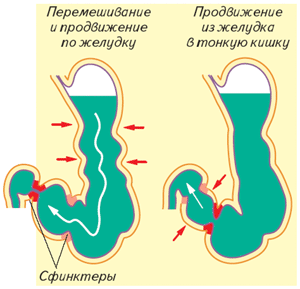 Перемешивание
и продвижение
по желудку
Продвижение
из желудка
в тонкую кишку
Сфинктеры